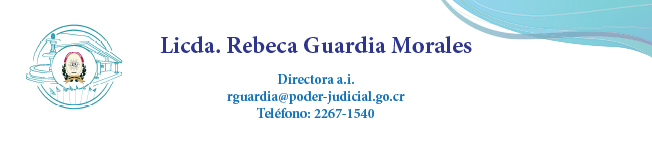 Licda. Rebeca Guardia Morales
Directora a.i.
rguardia@poder-judicial.go.cr
Teléfono: 2267-1540